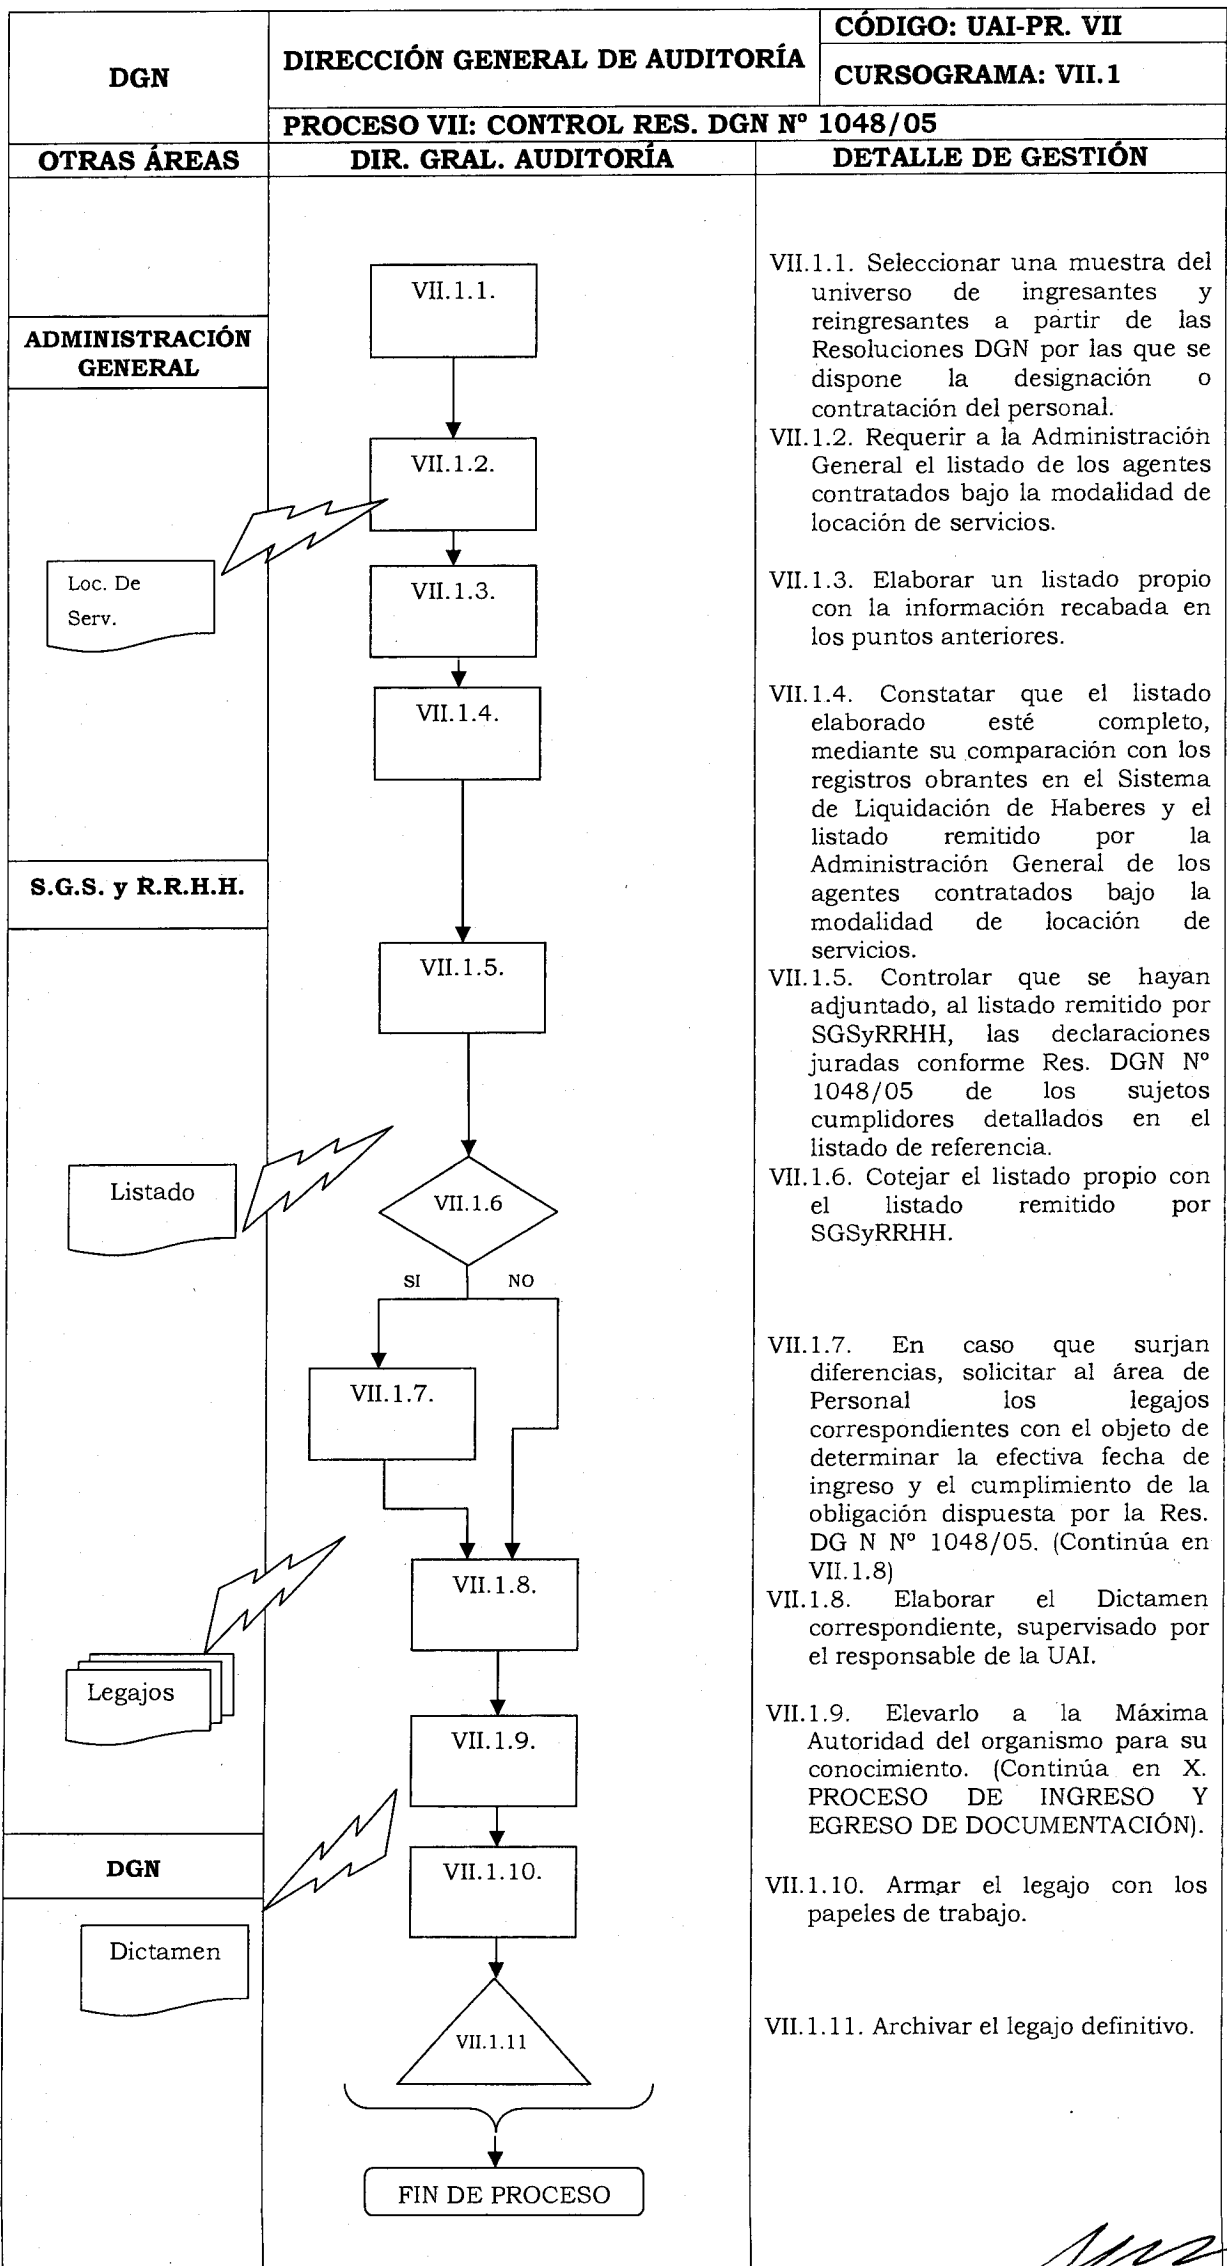 DGN
DIRECCIÓN GENERAL DE AUDITORÍA
CÓDIGO: UAI-PR. VII
CURSOGRAMA: VII.1
PROCESO VII: CONTROL RES. DGN Nº 1048/05
OTRAS ÁREAS
DIR. GRAL. AUDITORÍA
DETALLE DE GESTIÓN
ADMINISTRACIÓN
GENERAL
Loc. De
Serv.
S.G.S. y R.R.H.H.
Listado
Legajos
DGN
Dictamen
VII.1.1.
VII.1.2.
VII.1.3.
VII.1.4.
VII.1.5.
VII.1.6
SI
NO
VII.1.7.
VII.1.8.
VII.1.9.
VII.1.10.
VII.1.11
FIN DE PROCESO
VII.1.1. Seleccionar una muestra del
universo de ingresantes y
reingresantes a partir de las
Resoluciones DGN por las que se
dispone la designación o
contratación del personal.
VII.1.2. Requerir a la Administración
General el listado de los agentes
contratados bajo la modalidad de
locación de servicios.
VII.1.3. Elaborar un listado propio
con la información recabada en
los puntos anteriores.
VII.1.4. Constatar que el listado
elaborado esté completo,
mediante su comparación con los
registros obrantes en el Sistema
de Liquidación de Haberes y el
listado remitido por la
Administración General de los
agentes contratados bajo la
modalidad de locación de
servicios.
VII.1.5. Controlar que se hayan
adjuntado, al listado remitido por
SGSyRRHH, las declaraciones
juradas conforme Res. DGN Nº
1048/05 de los sujetos
cumplidores detallados en el
listado de referencia.
VII.1.6. Cotejar el listado propio con
el listado remitido por
SGSyRRHH.
VII.1.7. En caso que surjan
diferencias, solicitar al área de
Personal los legajos
correspondientes con el objeto de
determinar la efectiva fecha de
ingreso y el cumplimiento de la
obligación dispuesta por la Res.
DG N Nº 1048/05. (Continúa en
VII.1.8)
VII.1.8. Elaborar el Dictamen
correspondiente, supervisado por
el responsable de la UAI.
VII.1.9. Elevarlo a la Máxima
Autoridad del organismo para su
conocimiento. (Continúa en X.
PROCESO DE INGRESO Y
EGRESO DE DOCUMENTACIÓN).
VII.1.10. Armar el legajo con los
papeles de trabajo.
VII.1.11. Archivar el legajo definitivo.